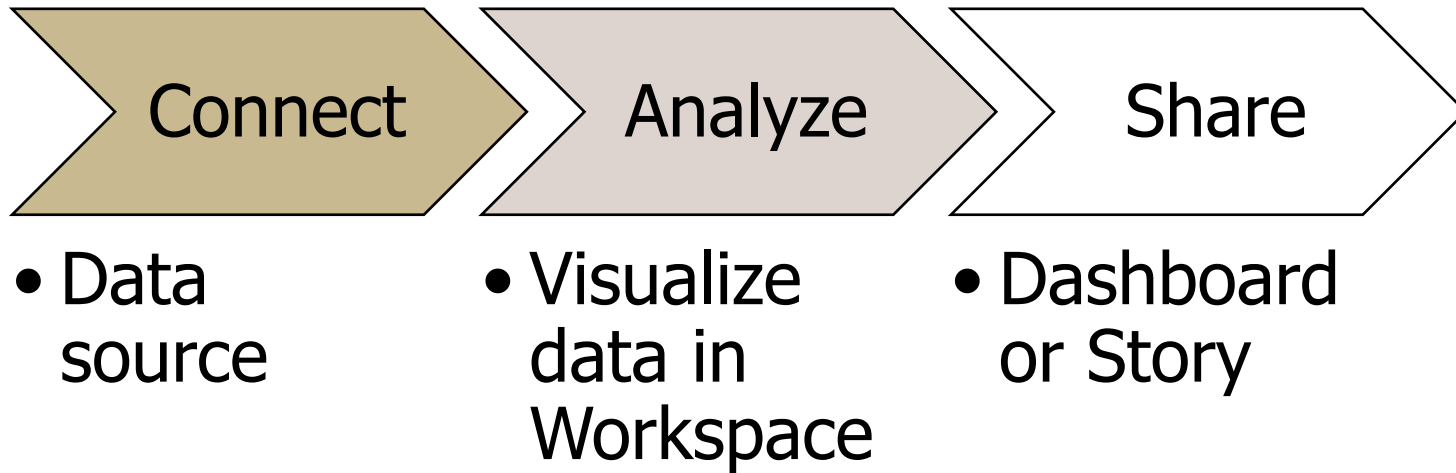 Connect
Analyze
Share
• Data
source
• Visualize
data in
Workspace
• Dashboard
or Story